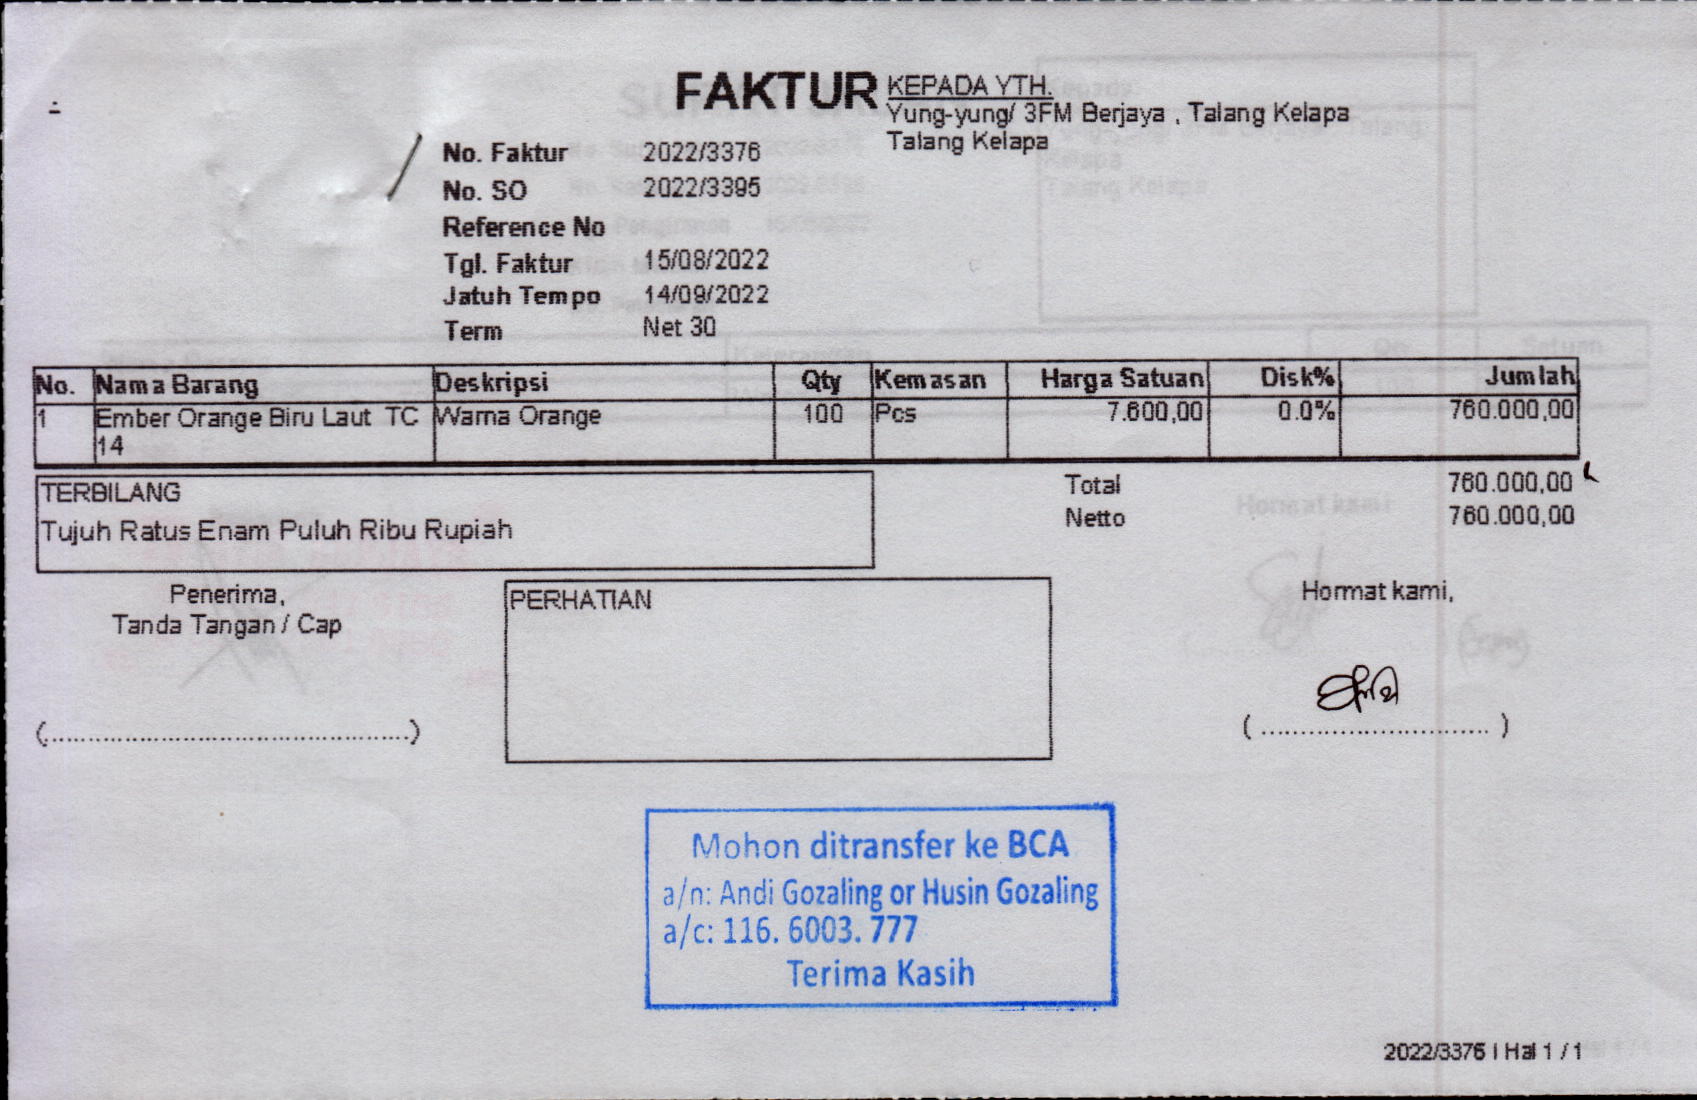 FAKTUR
KEPADA YTH.
Yung-yung/ 3FM Berjaya , Talang Kelapa
Talang Kelapa
No. Faktur 2022/3376
No. SO 2022/3395
Reference No
Tgl. Faktur 15/08/2022
Jatuh Tempo 14/09/2022
Term Net 30
No. Nama Barang Deskripsi Qty Kemasan Harga Satuan Disk% Jumlah
1 Ember Orange Biru Laut TC Warna Orange 100 Pcs 7.600,00 0.0% 760.000,00
14
TERBILANG
Tujuh Ratus Enam Puluh Ribu Rupiah
Total 760.000,00
Netto 760.000,00
Penerima,
Tanda Tangan / Cap
PERHATIAN
Hormat kami,
(..............................................)
( ............................. )
Mohon ditransfer ke BCA
a/n: Andi Gozaling or Husin Gozaling
a/c: 116. 6003. 777
Terima Kasih
2022/3376 | Hal 1 / 1